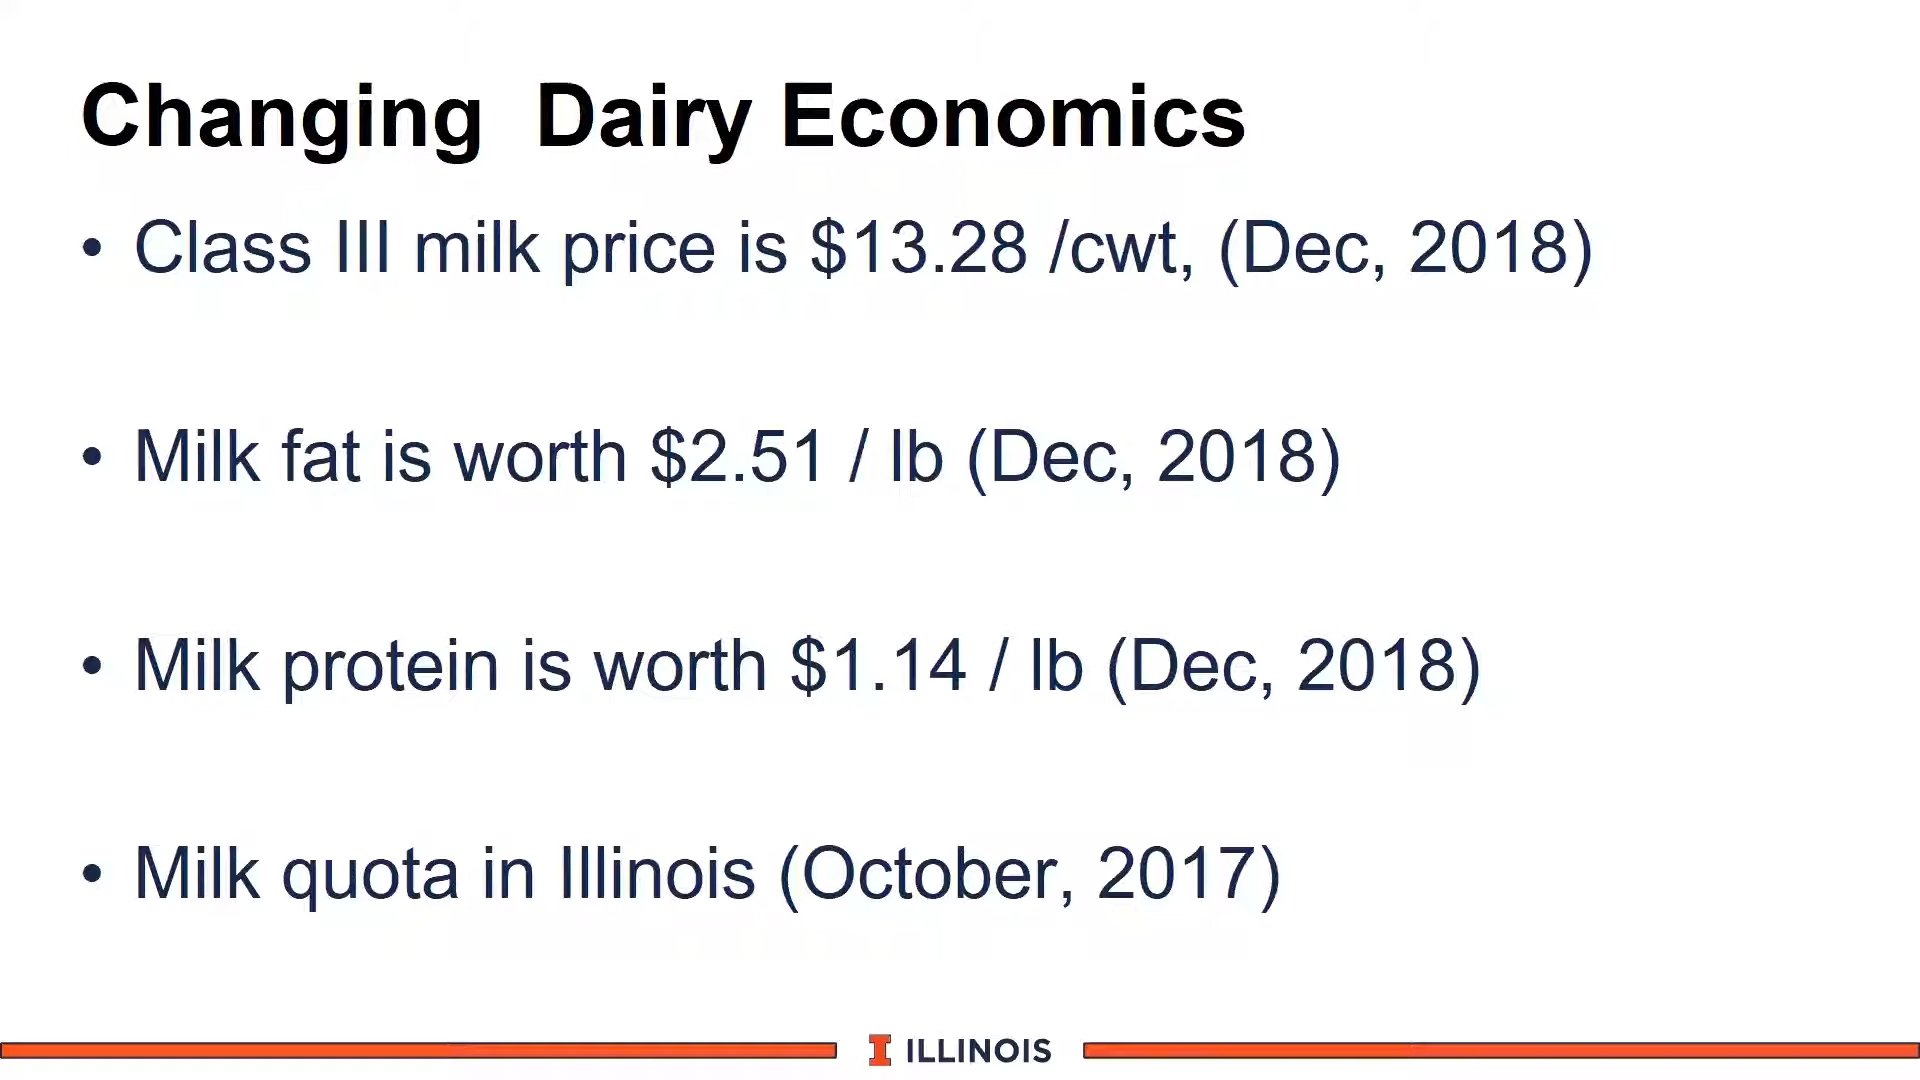 Changing  Dairy Economics
• Class III milk price is $13.28 /cwt, (Dec, 2018)
• Milk fat is worth $2.51 / lb (Dec, 2018)
• Milk protein is worth $1.14 / lb (Dec, 2018)
• Milk quota in Illinois (October, 2017)
I ILLINOIS